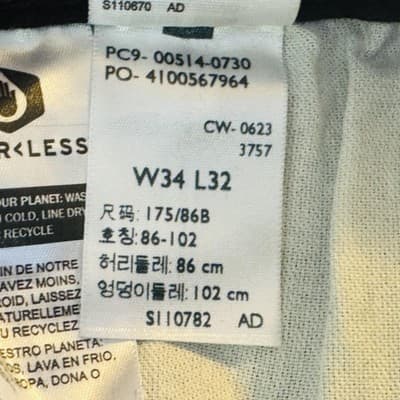 S110670 AD
PC9- 00514-0730
PO- 4100567964
CW- 0623
3757
W34 L32
尺码: 175/86B
호칭: 86-102
허리둘레: 86 cm
엉덩이둘레: 102 cm
S110782 AD
R<LESS
OUR PLANET: WAS
COLD, LINE DRY
RECYCLE
IN DE NOTRE
AVEZ MOINS,
ROID, LAISSEZ
NATURELLEMEN
U RECYCLEZ
ESTRO PLANETA:
OS, LAVA EN FRIO.
OPA, DONA O